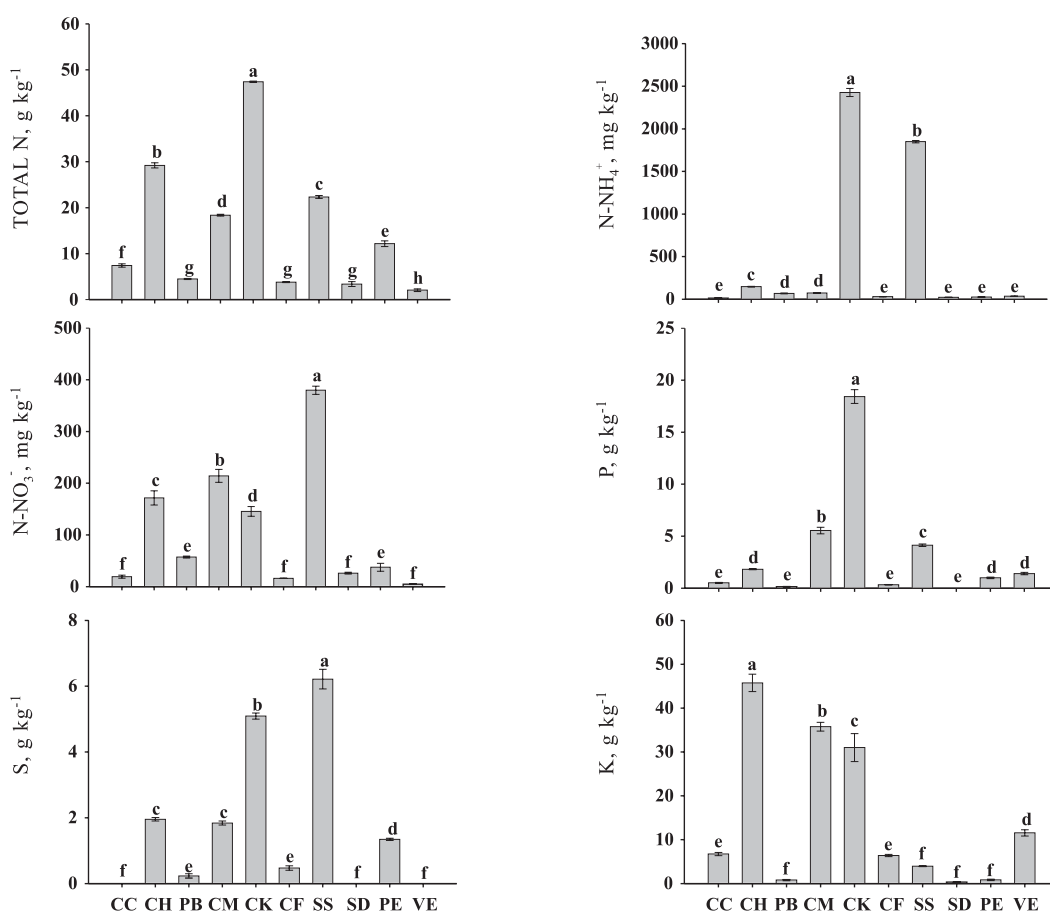 TOTAL N, g kg⁻¹
60
50
40
30
20
10
0
f b g d a g c g e h
N-NH₄⁺, mg kg⁻¹
3000
2500
2000
1500
1000
500
0
e c d d a e b e e e
N-NO₃⁻, mg kg⁻¹
500
400
300
200
100
0
f c e b d f a f e f
P, g kg⁻¹
25
20
15
10
5
0
e d e b a e c e d d
S, g kg⁻¹
8
6
4
2
0
f c e c b e a f d f
CC CH PB CM CK CF SS SD PE VE
K, g kg⁻¹
60
50
40
30
20
10
0
e a f b c e f f f d
CC CH PB CM CK CF SS SD PE VE